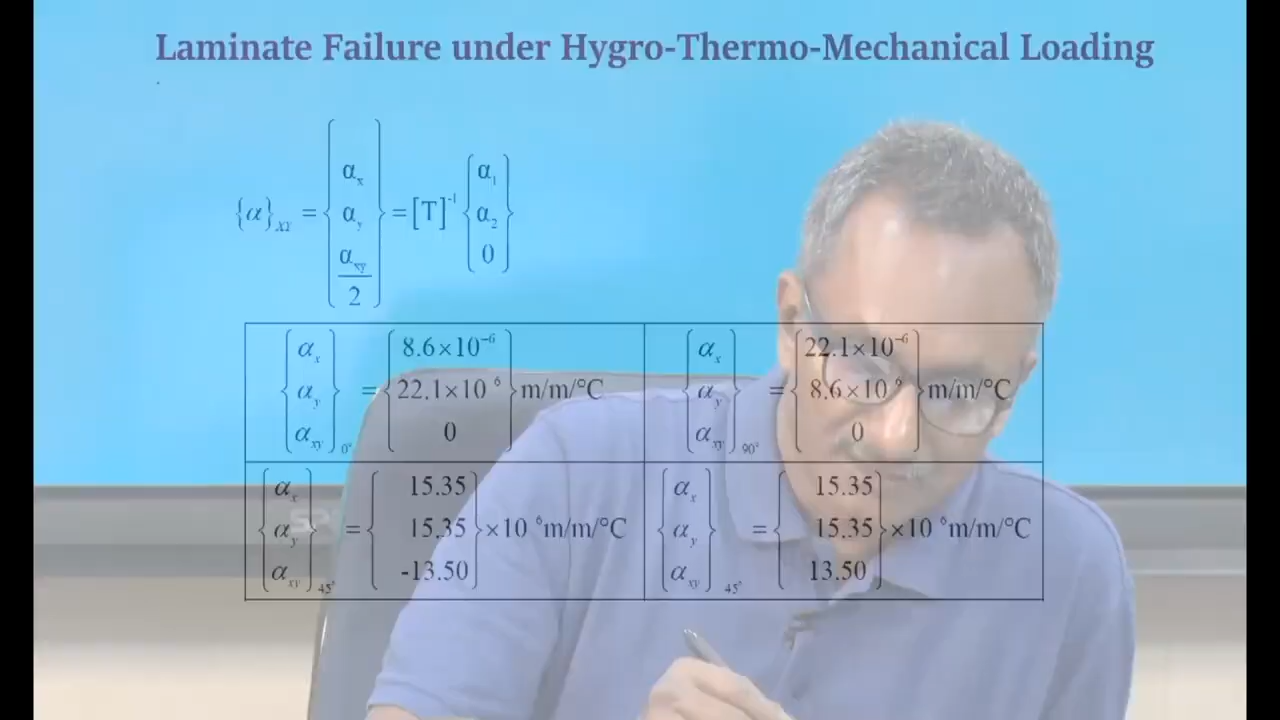 Laminate Failure under Hygro-Thermo-Mechanical Loading
{α}XY = {αx αy αxy/2} = [T]⁻¹ {α1 α2 0}
{αx αy αxy}0° = {8.6×10⁻⁶ 22.1×10⁻⁶ 0} m/m/°C
{αx αy αxy}90° = {22.1×10⁻⁶ 8.6×10⁻⁶ 0} m/m/°C
{αx αy αxy}45° = {15.35 15.35 -13.50} ×10⁻⁶ m/m/°C
{αx αy αxy}45° = {15.35 15.35 13.50} ×10⁻⁶ m/m/°C